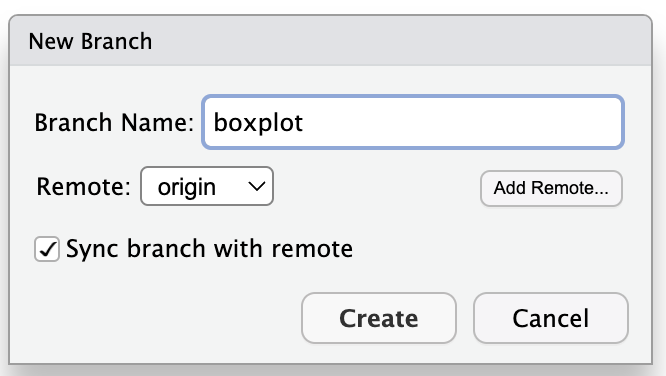 New Branch
Branch Name: boxplot
Remote: origin Add Remote...
Sync branch with remote
Create Cancel